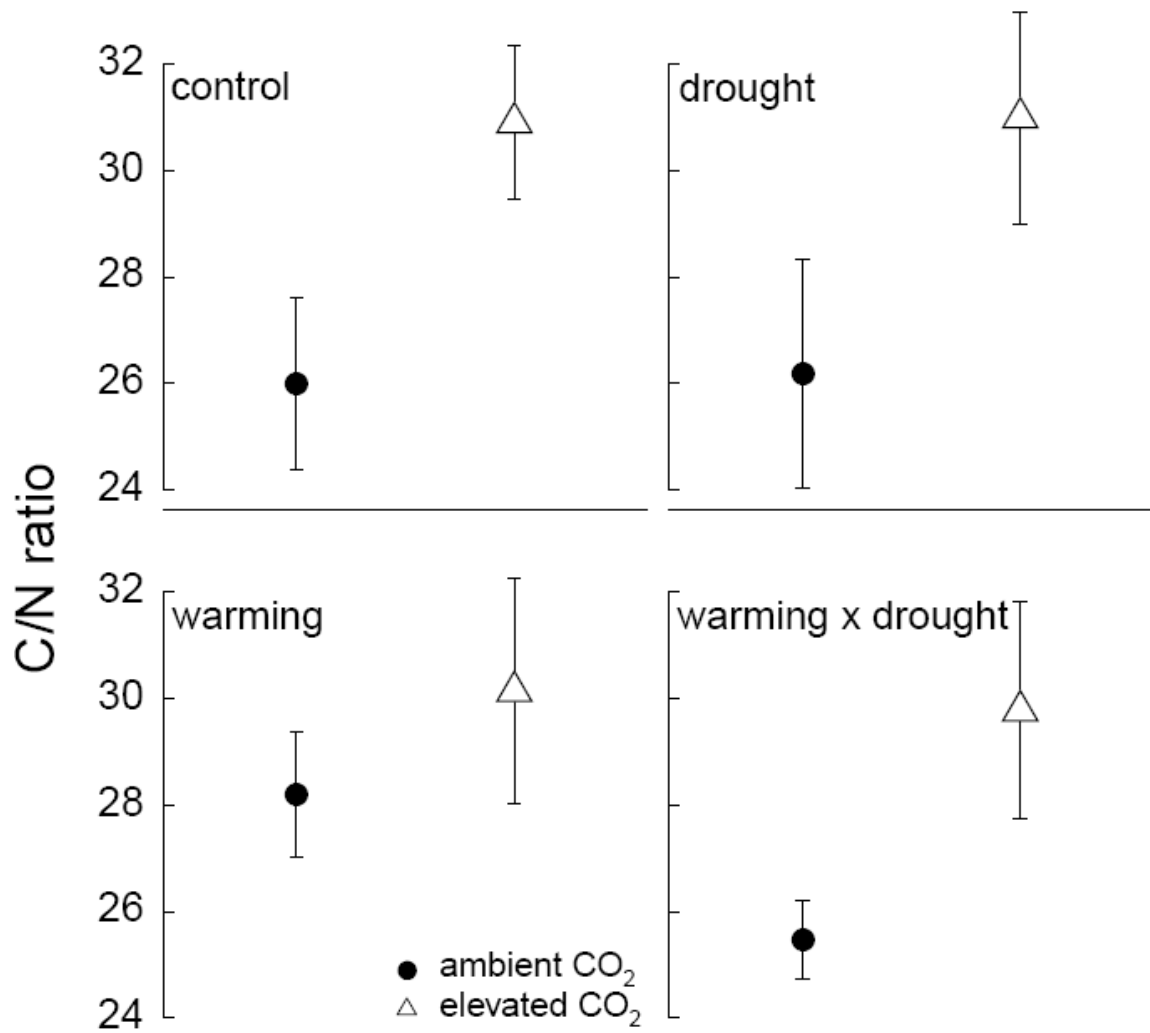 C/N ratio
32
30
28
26
24
control
drought
32
30
28
26
24
warming
warming x drought
ambient CO₂
elevated CO₂